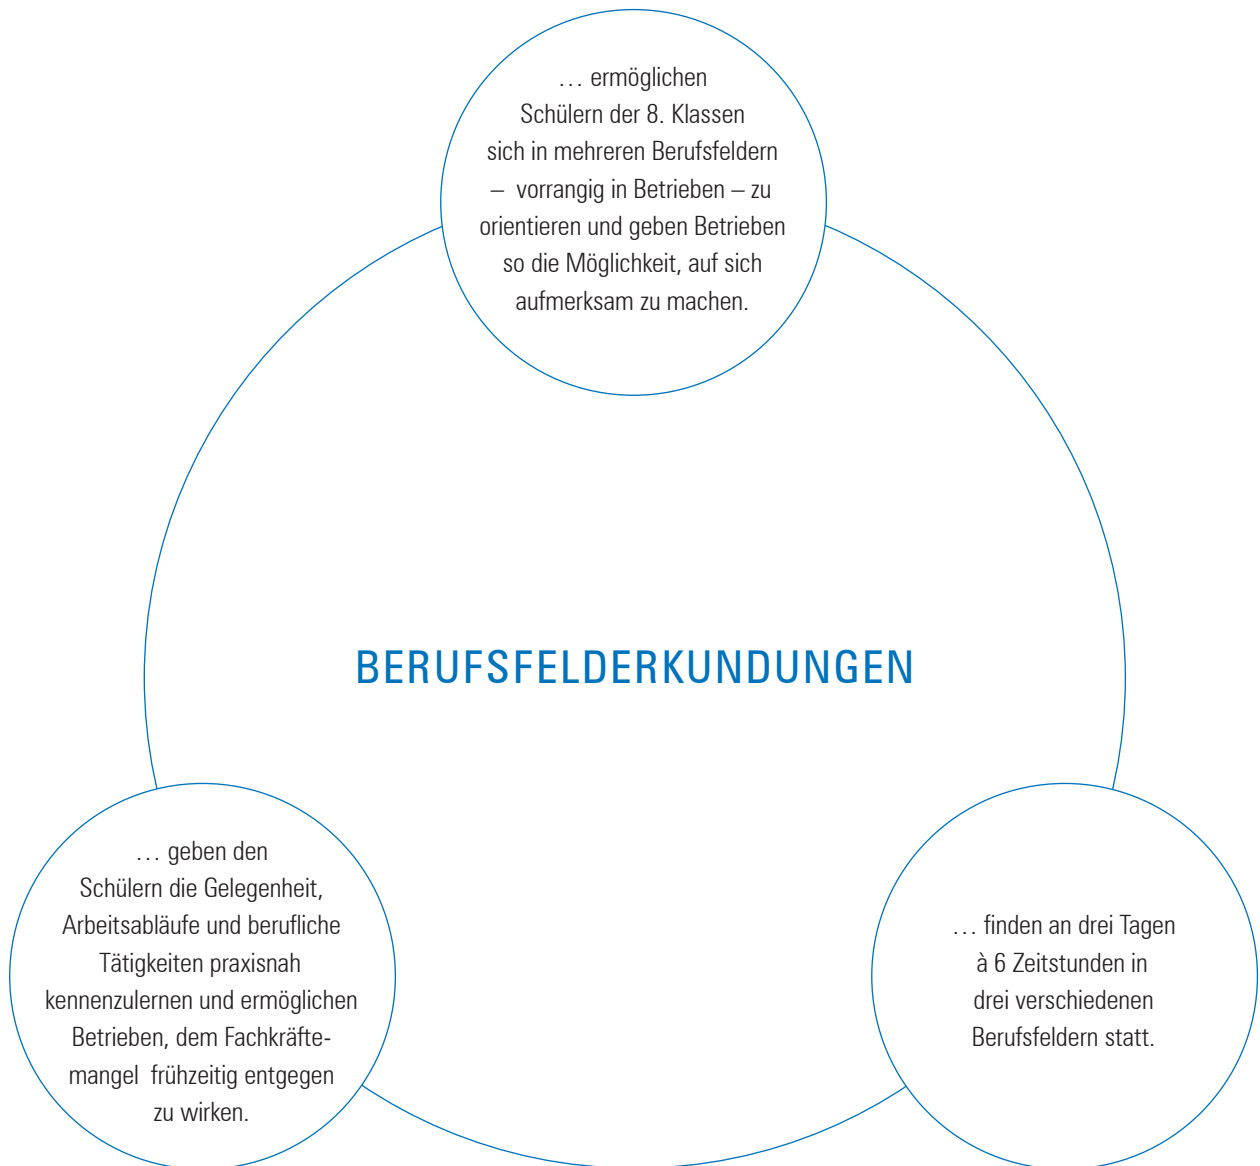 … ermöglichen
Schülern der 8. Klassen
sich in mehreren Berufsfeldern
– vorrangig in Betrieben – zu
orientieren und geben Betrieben
so die Möglichkeit, auf sich
aufmerksam zu machen.
BERUFSFELDERKUNDUNGEN
… geben den
Schülern die Gelegenheit,
Arbeitsabläufe und berufliche
Tätigkeiten praxisnah
kennenzulernen und ermöglichen
Betrieben, dem Fachkräfte-
mangel frühzeitig entgegen
zu wirken.
… finden an drei Tagen
à 6 Zeitstunden in
drei verschiedenen
Berufsfeldern statt.